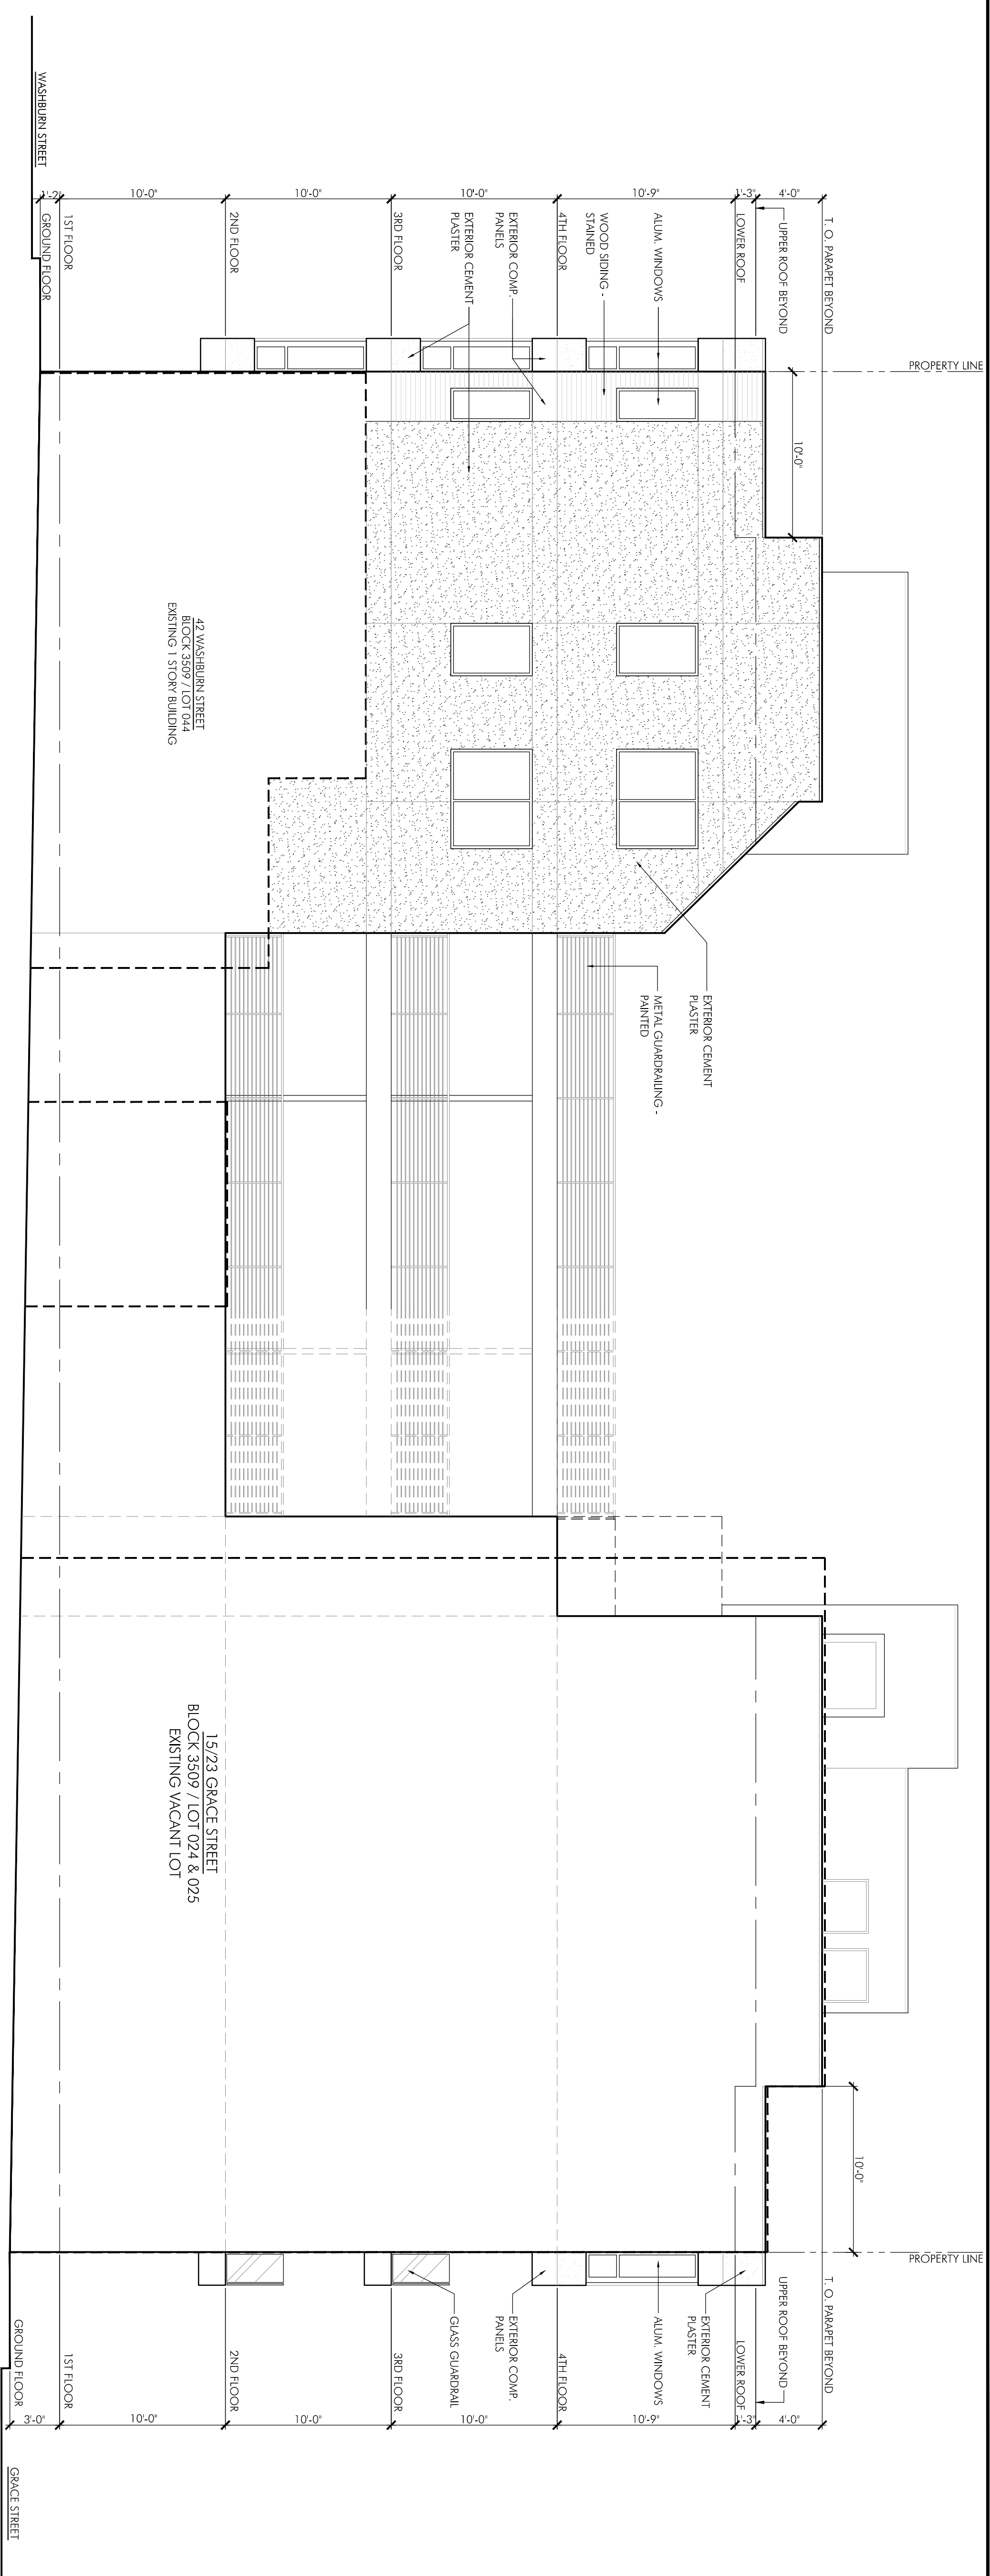 WASHBURN STREET
T. O. PARAPET BEYOND
4'-0"
UPPER ROOF BEYOND
1'-3"
LOWER ROOF
10'-9"
ALUM. WINDOWS
WOOD SIDING -
STAINED
4TH FLOOR
10'-0"
EXTERIOR COMP.
PANELS
EXTERIOR CEMENT
PLASTER
3RD FLOOR
10'-0"
2ND FLOOR
10'-0"
1ST FLOOR
1'-2"
GROUND FLOOR
PROPERTY LINE
10'-0"
42 WASHBURN STREET
BLOCK 3509 / LOT 044
EXISTING 1 STORY BUILDING
EXTERIOR CEMENT
PLASTER
METAL GUARDRAILING -
PAINTED
15/23 GRACE STREET
BLOCK 3509 / LOT 024 & 025
EXISTING VACANT LOT
10'-0"
PROPERTY LINE
T. O. PARAPET BEYOND
4'-0"
UPPER ROOF BEYOND
1'-3"
LOWER ROOF
EXTERIOR CEMENT
PLASTER
10'-9"
ALUM. WINDOWS
4TH FLOOR
10'-0"
EXTERIOR COMP.
PANELS
GLASS GUARDRAIL
3RD FLOOR
10'-0"
2ND FLOOR
10'-0"
1ST FLOOR
3'-0"
GROUND FLOOR
GRACE STREET